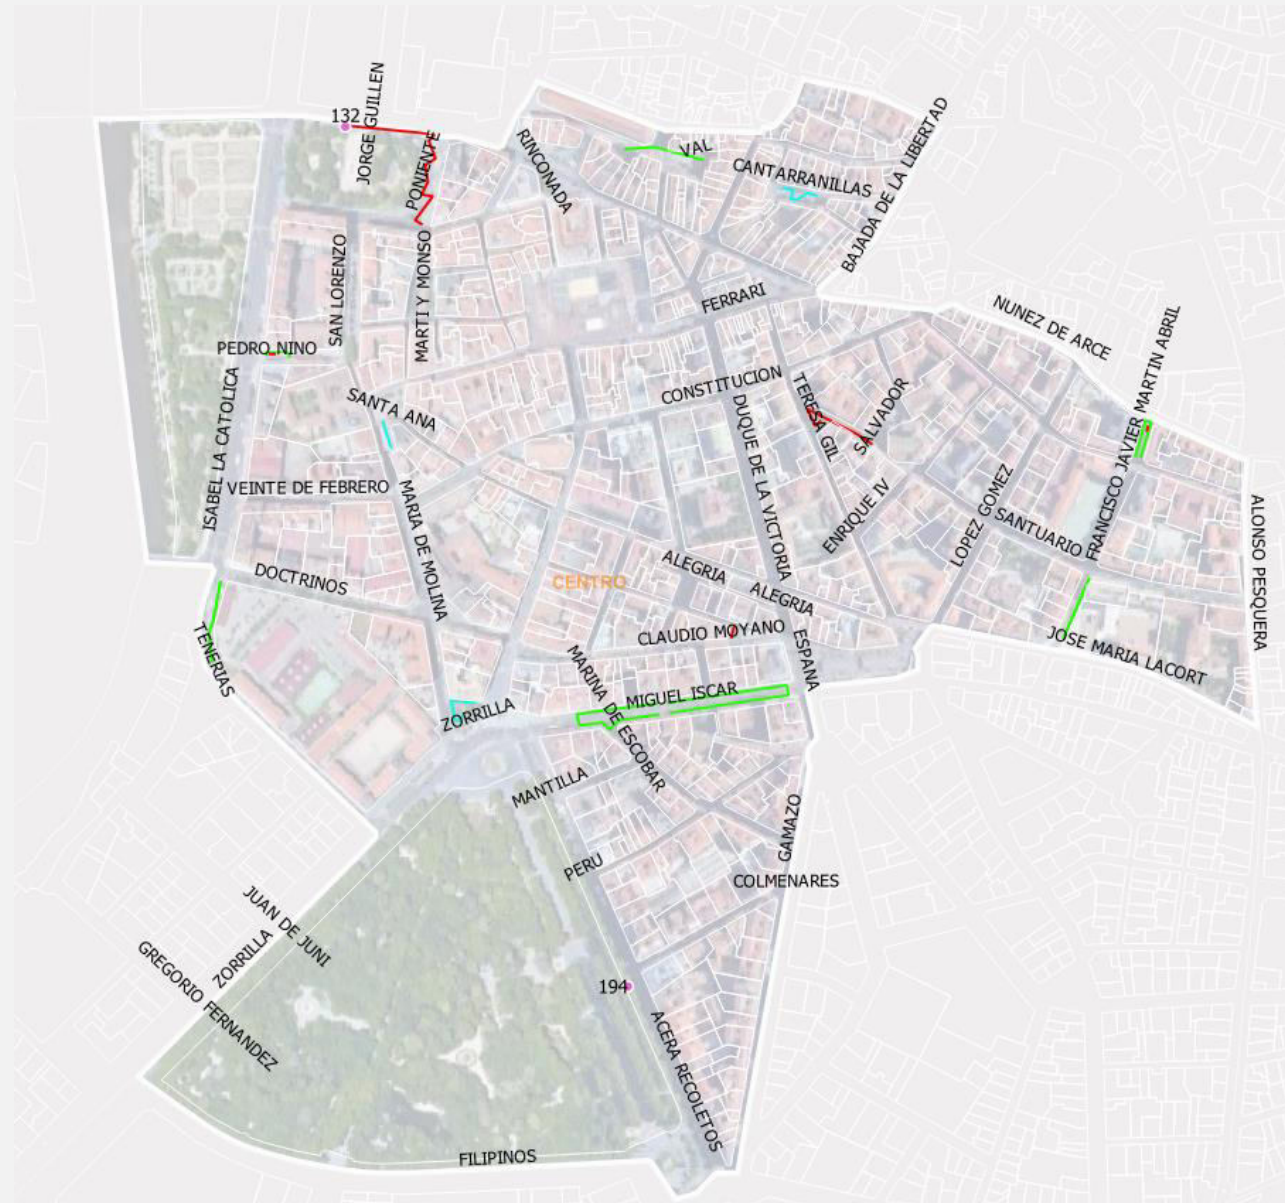 132
JORGE GUILLEN
PONIENTE
RINCONADA
VAL
CANTARRANILLAS
BAJADA DE LA LIBERTAD
SAN LORENZO
MARTI Y MONSO
FERRARI
NUNEZ DE ARCE
PEDRO NINO
ISABEL LA CATOLICA
SANTA ANA
CONSTITUCION
TERESA GIL
SALVADOR
FRANCISCO JAVIER MARTIN ABRIL
DUQUE DE LA VICTORIA
VEINTE DE FEBRERO
MARIA DE MOLINA
ENRIQUE IV
LOPEZ GOMEZ
SANTUARIO
ALONSO PESQUERA
DOCTRINOS
CENTRO
ALEGRIA
ALEGRIA
TENERIAS
CLAUDIO MOYANO
ESPANA
JOSE MARIA LACORT
MARINA DE ESCOBAR
MIGUEL ISCAR
ZORRILLA
MANTILLA
PERU
GAMAZO
COLMENARES
JUAN DE JUNI
ZORRILLA
GREGORIO FERNANDEZ
194
ACERA RECOLETOS
FILIPINOS